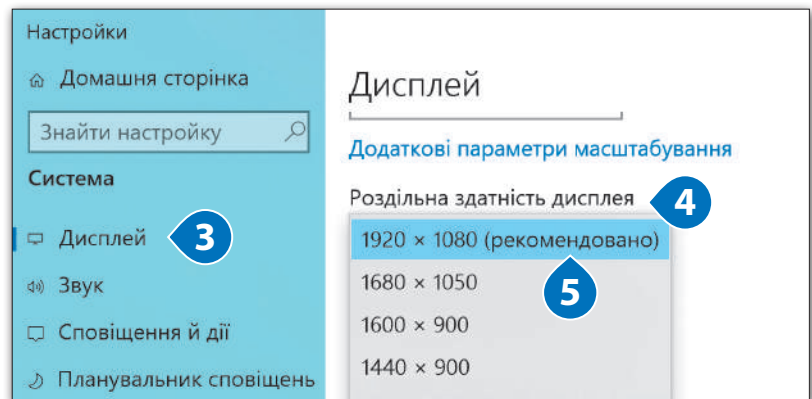 Настройки
Домашня сторінка
Знайти настройку
Система
Дисплей
3
Звук
Сповіщення й дії
Планувальник сповіщень
Дисплей
Додаткові параметри масштабування
Роздільна здатність дисплея
4
1920 × 1080 (рекомендовано)
5
1680 × 1050
1600 × 900
1440 × 900